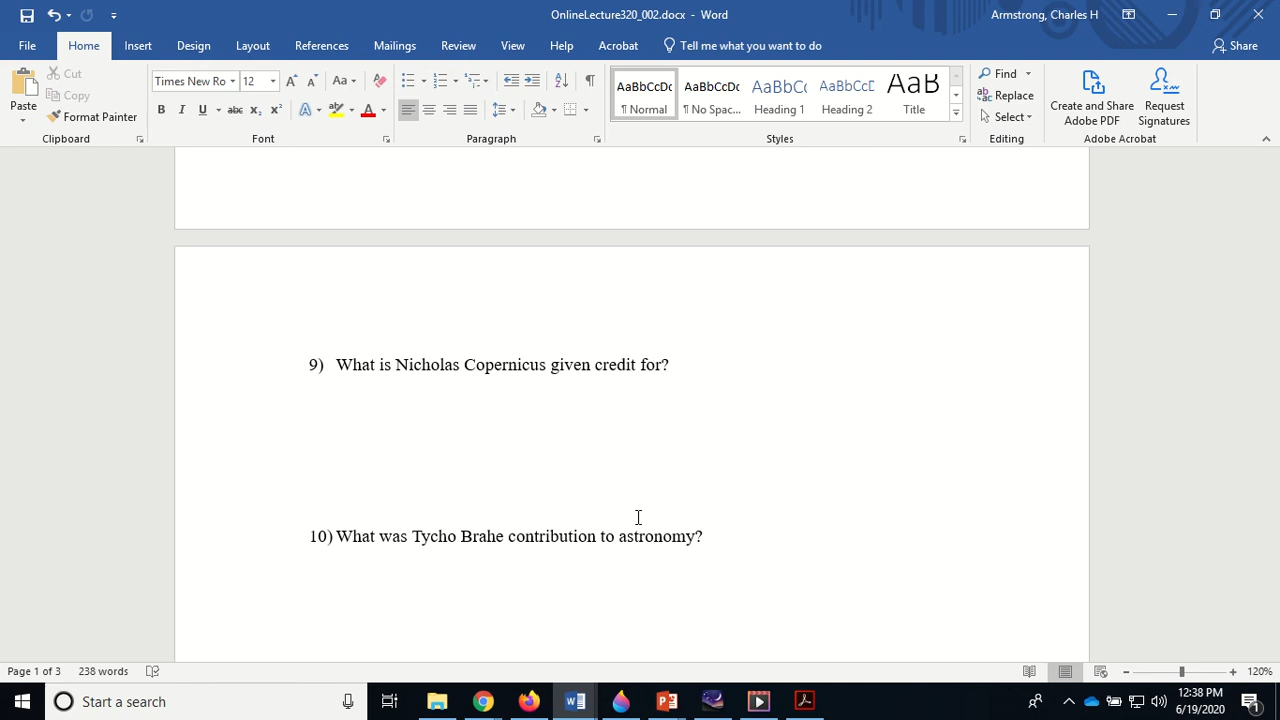 OnlineLecture320_002.docx - Word
Armstrong, Charles H
File Home Insert Design Layout References Mailings Review View Help Acrobat Tell me what you want to do Share
Paste
Cut
Copy
Format Painter
Clipboard
Times New Ro 12
Font
Paragraph
AaBbCcDc AaBbCcDc AaBbCc AaBbCcD AaB
¶ Normal ¶ No Spac... Heading 1 Heading 2 Title
Styles
Find
Replace
Select
Editing
Create and Share Adobe PDF
Request Signatures
Adobe Acrobat
9) What is Nicholas Copernicus given credit for?
10) What was Tycho Brahe contribution to astronomy?
Page 1 of 3 238 words 120%
Start a search
12:38 PM
6/19/2020